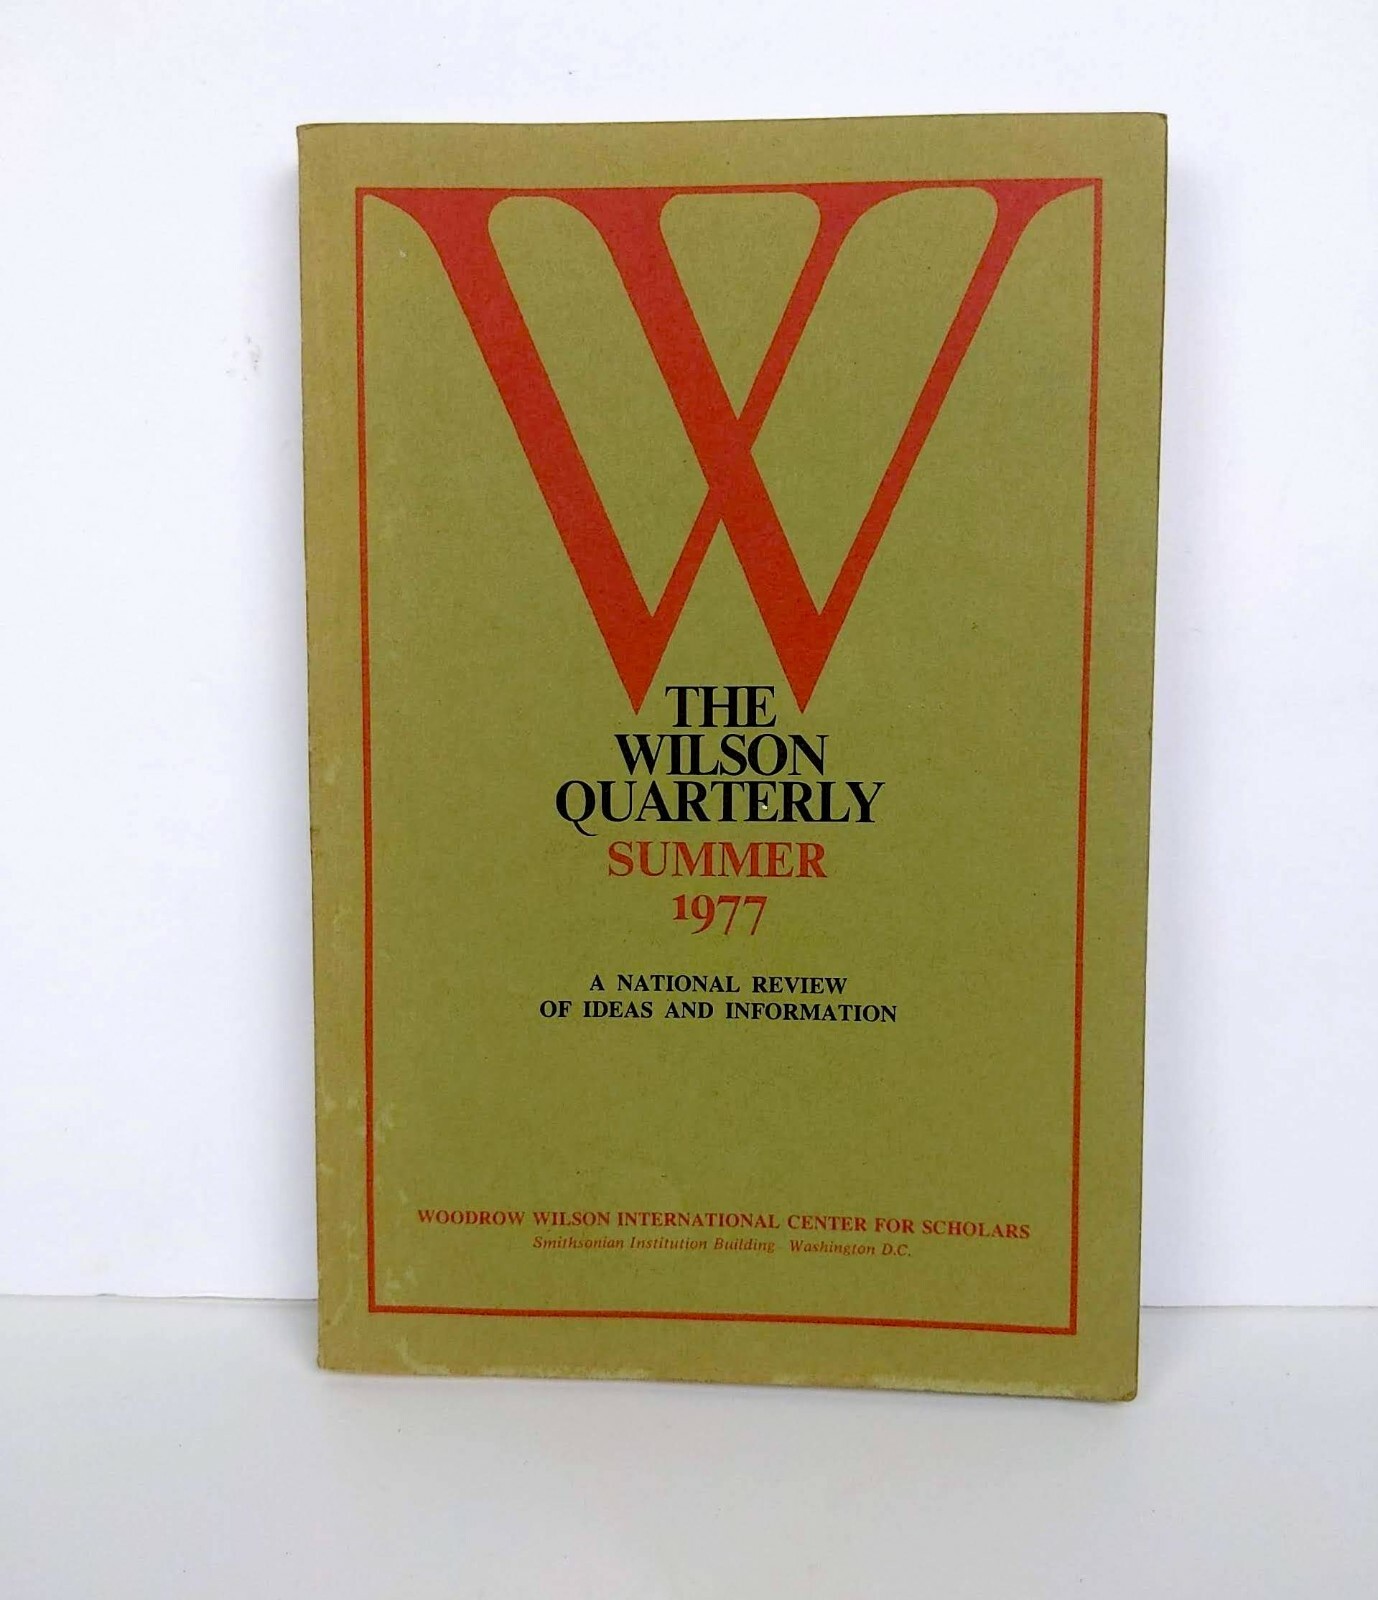 W
THE
WILSON
QUARTERLY
SUMMER
1977
A NATIONAL REVIEW
OF IDEAS AND INFORMATION
WOODROW WILSON INTERNATIONAL CENTER FOR SCHOLARS
Smithsonian Institution Building Washington D.C.